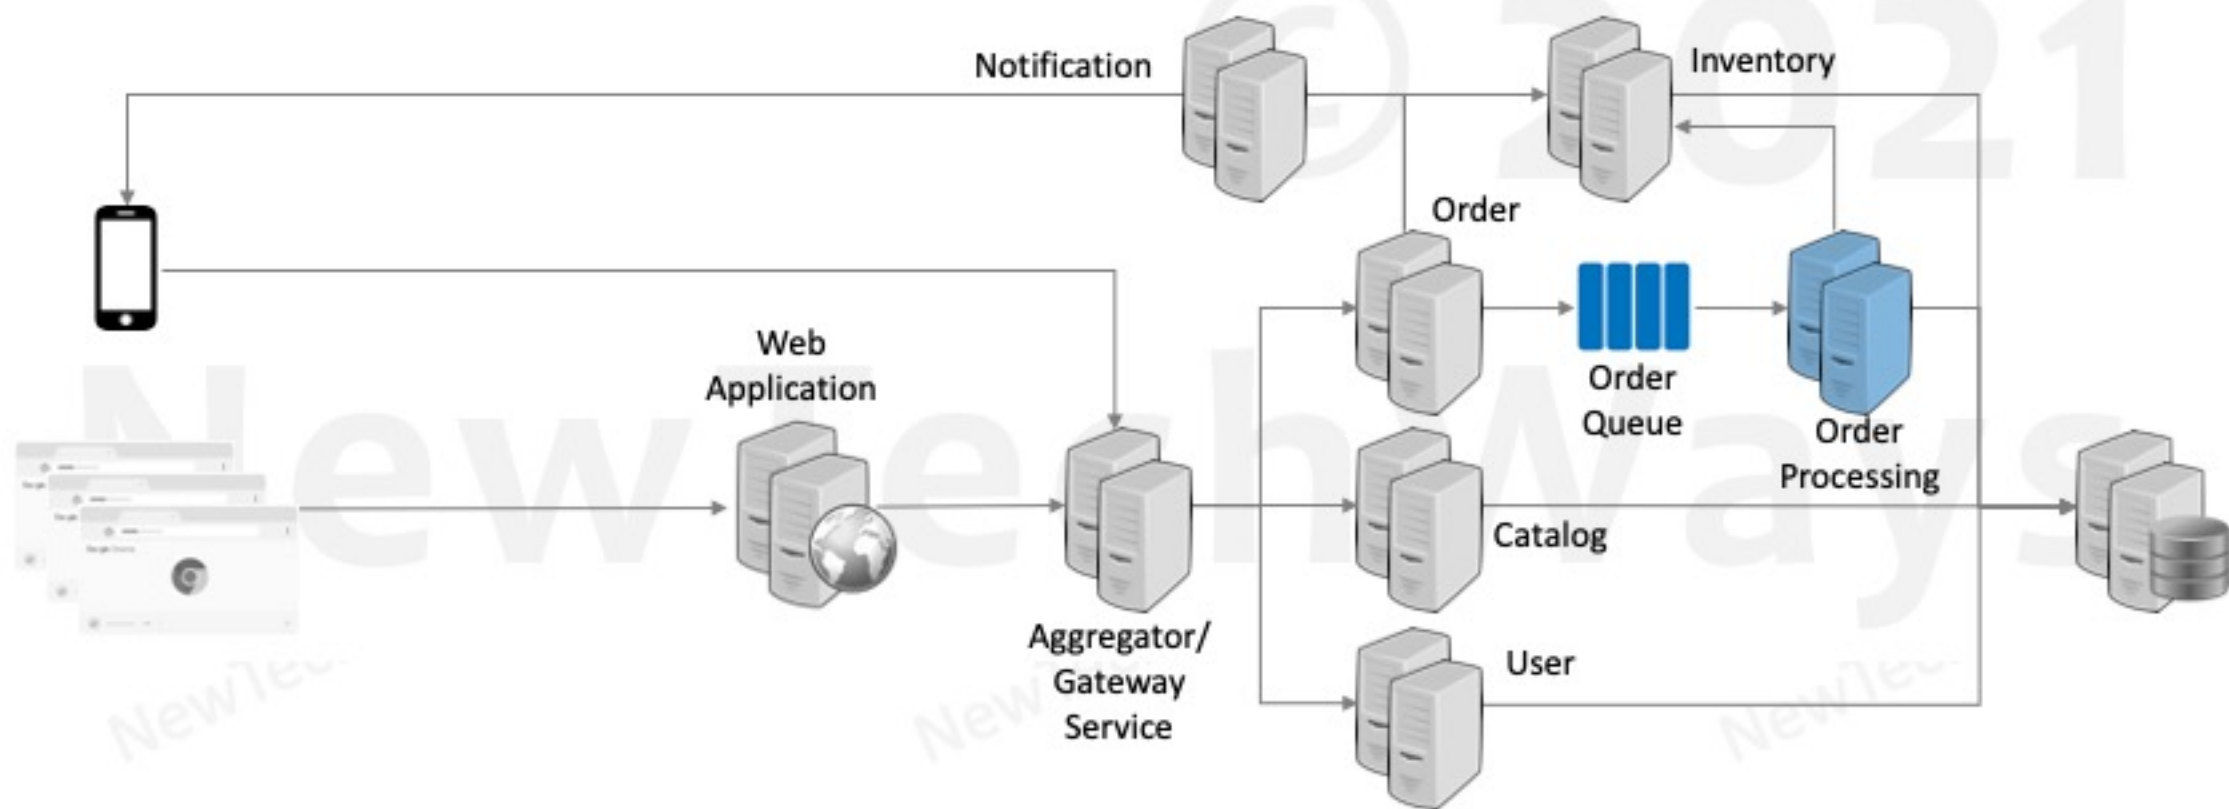 © 2021
Notification
Inventory
Order
Web
Application
Order
Queue
Order
Processing
NewTechWays
Catalog
Aggregator/
Gateway
Service
User